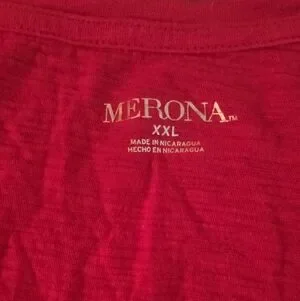 MERONA™
XXL
MADE IN NICARAGUA
HECHO EN NICARAGUA